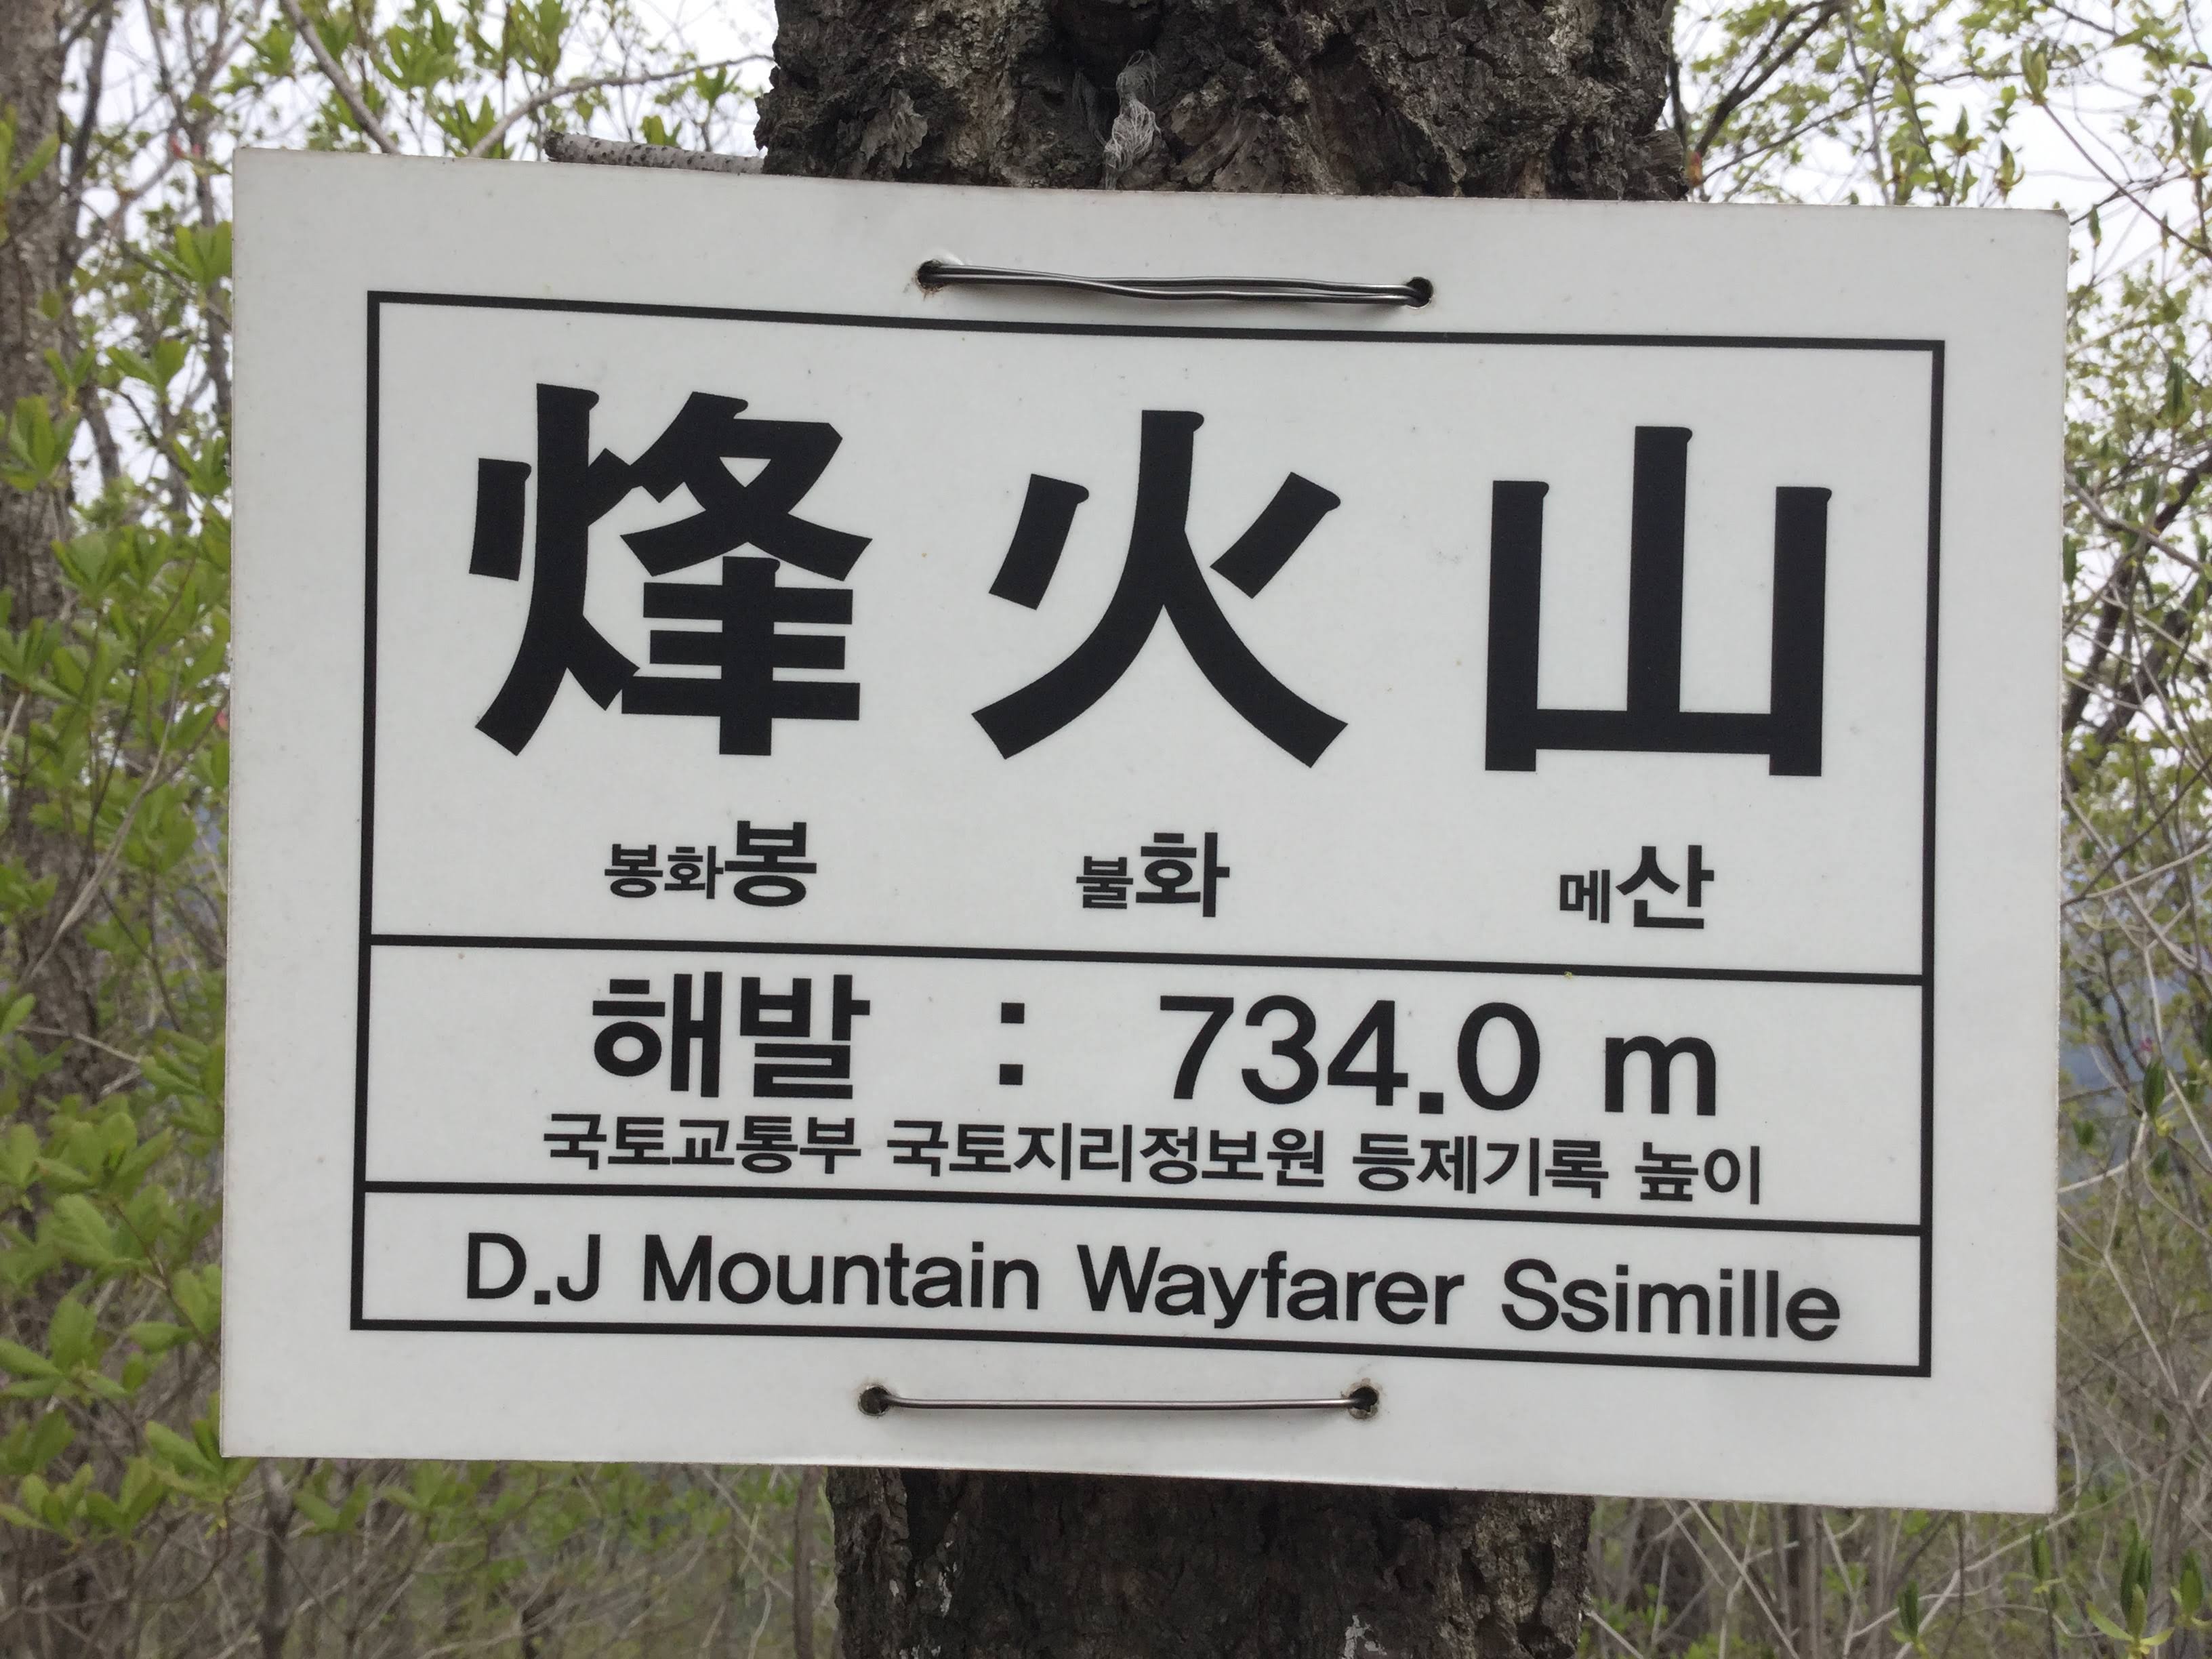 烽火山
봉화봉 불화 메산
해발 : 734.0 m
국토교통부 국토지리정보원 등제기록 높이
D.J Mountain Wayfarer Ssimille